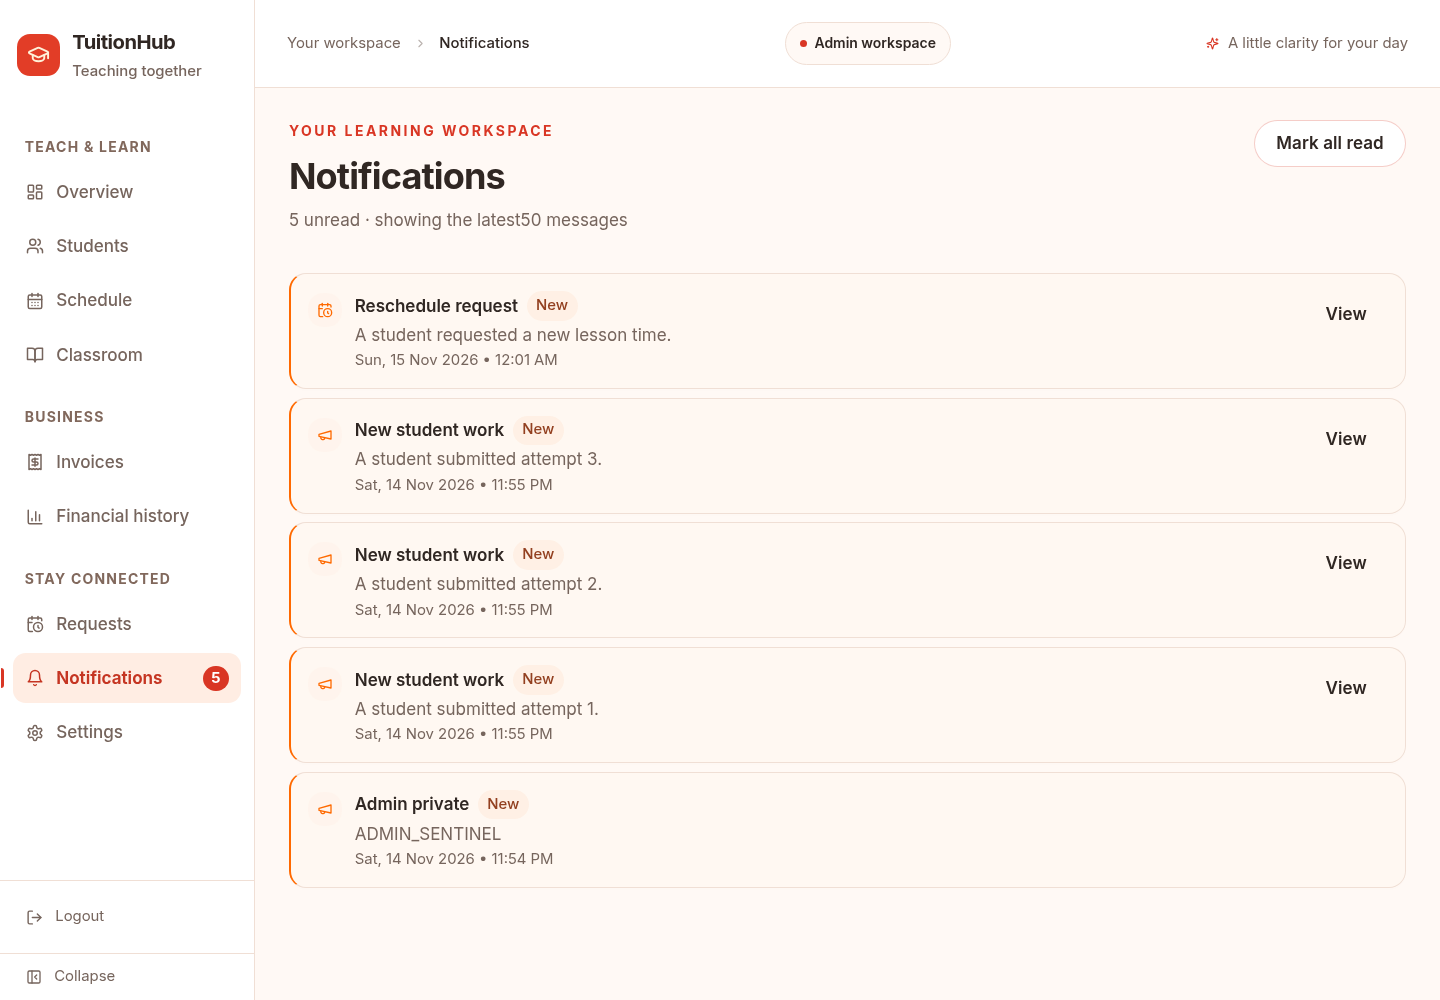 TuitionHub
Teaching together
TEACH & LEARN
Overview
Students
Schedule
Classroom
BUSINESS
Invoices
Financial history
STAY CONNECTED
Requests
Notifications 5
Settings
Logout
Collapse
Your workspace › Notifications
Admin workspace
A little clarity for your day
YOUR LEARNING WORKSPACE
Notifications
5 unread · showing the latest50 messages
Mark all read
Reschedule request New
A student requested a new lesson time.
Sun, 15 Nov 2026 • 12:01 AM
View
New student work New
A student submitted attempt 3.
Sat, 14 Nov 2026 • 11:55 PM
View
New student work New
A student submitted attempt 2.
Sat, 14 Nov 2026 • 11:55 PM
View
New student work New
A student submitted attempt 1.
Sat, 14 Nov 2026 • 11:55 PM
View
Admin private New
ADMIN_SENTINEL
Sat, 14 Nov 2026 • 11:54 PM